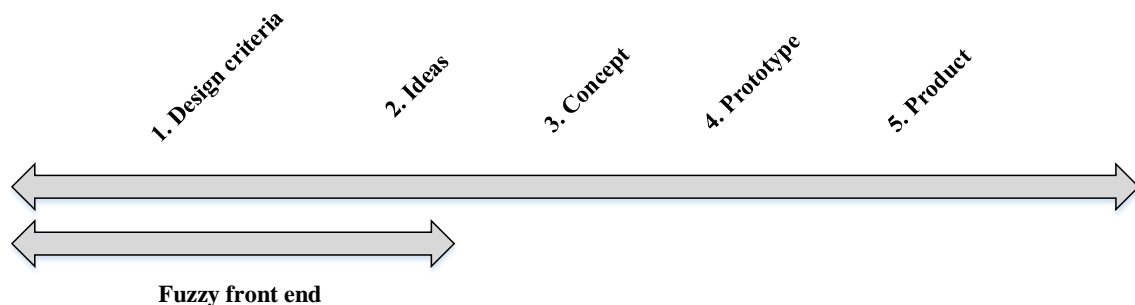 1. Design criteria
2. Ideas
3. Concept
4. Prototype
5. Product
Fuzzy front end